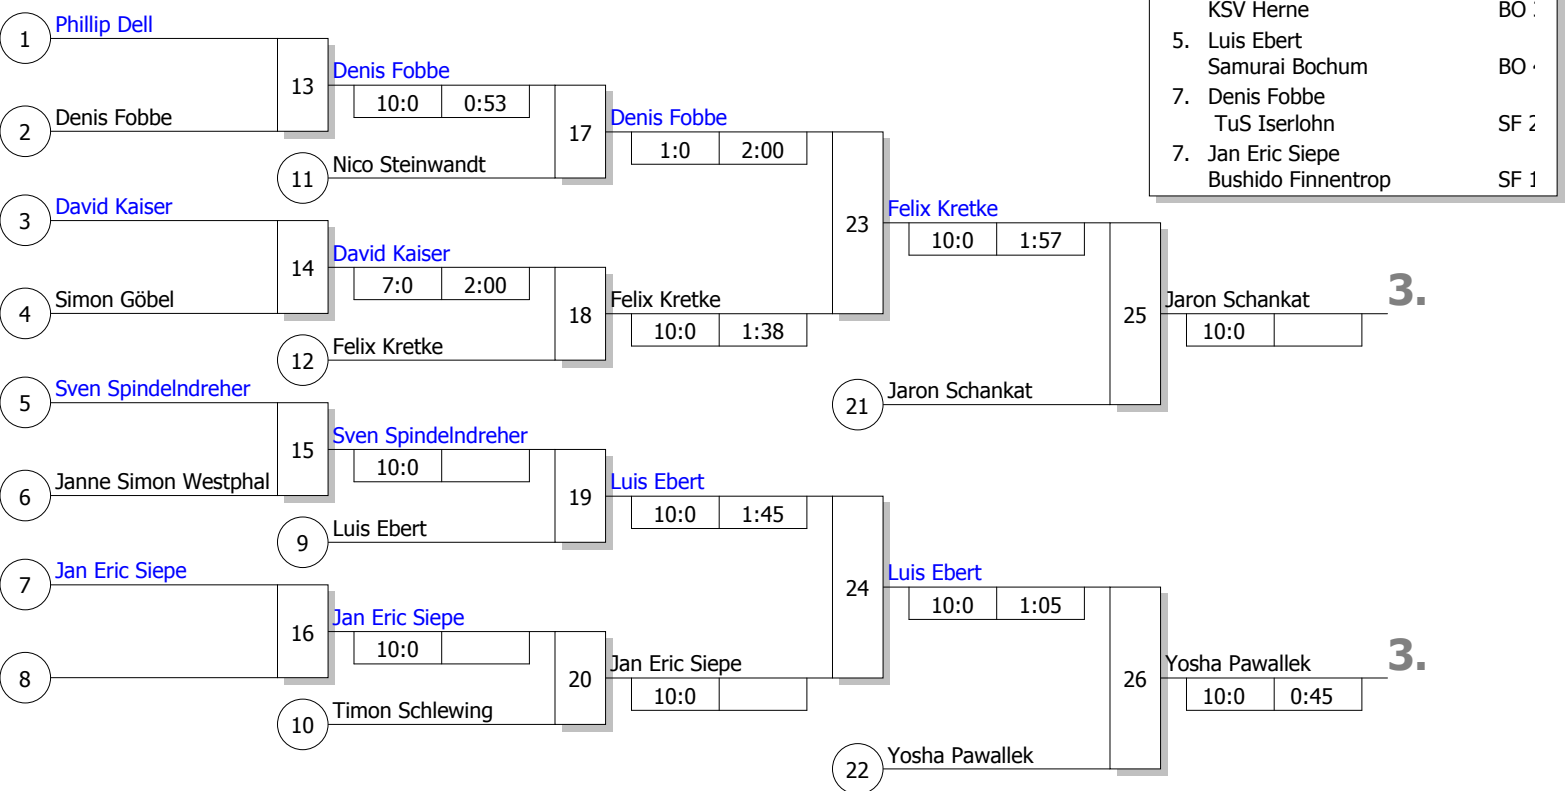 KSV Herne BO
5. Luis Ebert
Samurai Bochum BO
7. Denis Fobbe
TuS Iserlohn SF 2
7. Jan Eric Siepe
Bushido Finnentrop SF 1
1 Phillip Dell
13
Denis Fobbe
10:0 0:53
2 Denis Fobbe
17
Denis Fobbe
1:0 2:00
11 Nico Steinwandt
3 David Kaiser
23
Felix Kretke
10:0 1:57
14
David Kaiser
7:0 2:00
4 Simon Göbel
18
Felix Kretke
10:0 1:38
25
Jaron Schankat 3.
10:0
12 Felix Kretke
5 Sven Spindelndreher
21 Jaron Schankat
15
Sven Spindelndreher
10:0
6 Janne Simon Westphal
19
Luis Ebert
10:0 1:45
9 Luis Ebert
7 Jan Eric Siepe
24
Luis Ebert
10:0 1:05
16
Jan Eric Siepe
10:0
8
20
Jan Eric Siepe
10:0
26
Yosha Pawallek 3.
10:0 0:45
10 Timon Schlewing
22 Yosha Pawallek